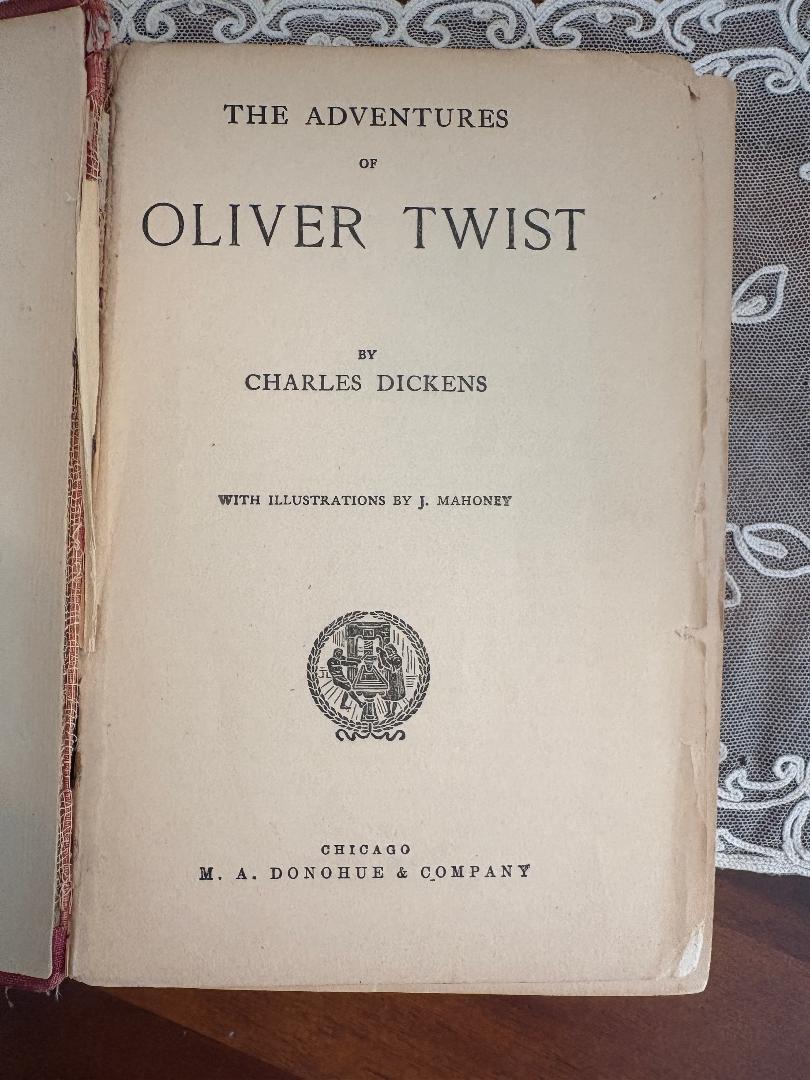 THE ADVENTURES
OF
OLIVER TWIST
BY
CHARLES DICKENS
WITH ILLUSTRATIONS BY J. MAHONEY
CHICAGO
M. A. DONOHUE & COMPANY